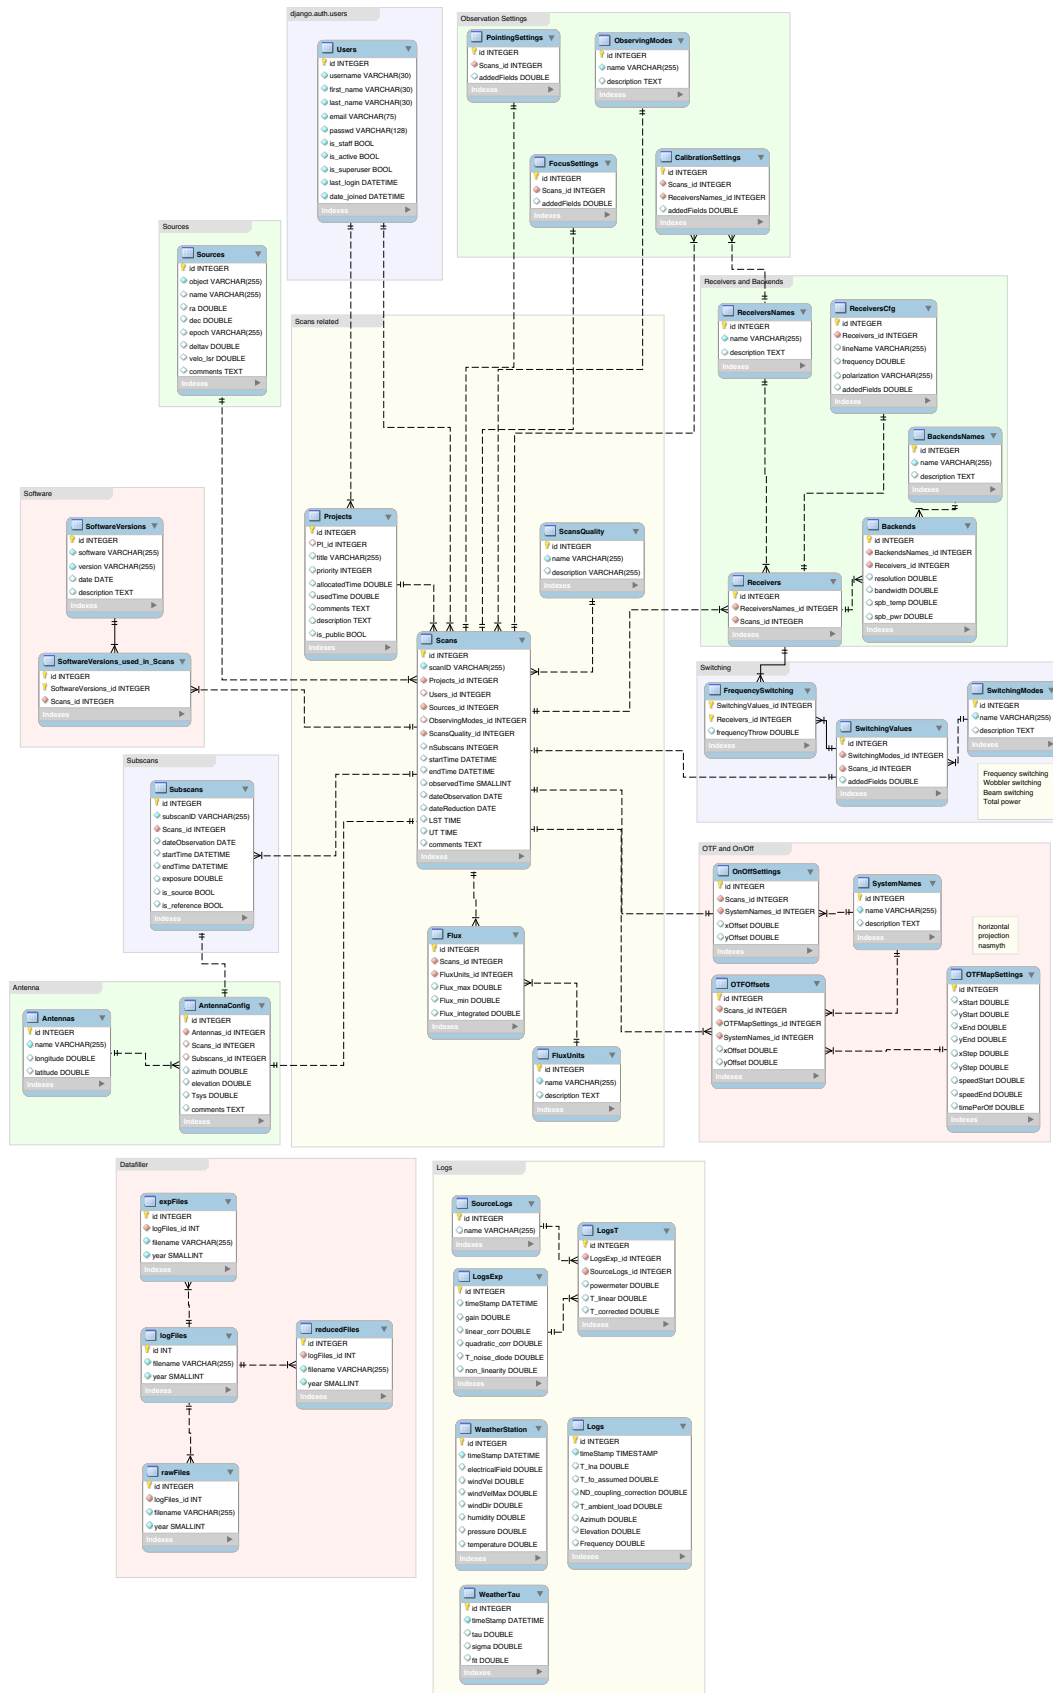 django.auth.users
Users
id INTEGER
username VARCHAR(30)
first_name VARCHAR(30)
last_name VARCHAR(30)
email VARCHAR(75)
passwd VARCHAR(128)
is_staff BOOL
is_active BOOL
is_superuser BOOL
last_login DATETIME
date_joined DATETIME
Indexes
Observation Settings
PointingSettings
id INTEGER
Scans_id INTEGER
addedFields DOUBLE
Indexes
ObservingModes
id INTEGER
name VARCHAR(255)
description TEXT
Indexes
FocusSettings
id INTEGER
Scans_id INTEGER
addedFields DOUBLE
Indexes
CalibrationSettings
id INTEGER
Scans_id INTEGER
ReceiversNames_id INTEGER
addedFields DOUBLE
Indexes
Sources
Sources
id INTEGER
object VARCHAR(255)
name VARCHAR(255)
ra DOUBLE
dec DOUBLE
epoch VARCHAR(255)
deltav DOUBLE
velo_lsr DOUBLE
comments TEXT
Indexes
Receivers and Backends
ReceiversNames
id INTEGER
name VARCHAR(255)
description TEXT
Indexes
ReceiversCfg
id INTEGER
Receivers_id INTEGER
lineName VARCHAR(255)
frequency DOUBLE
polarization VARCHAR(255)
addedFields DOUBLE
Indexes
BackendsNames
id INTEGER
name VARCHAR(255)
description TEXT
Indexes
Backends
id INTEGER
BackendsNames_id INTEGER
Receivers_id INTEGER
resolution DOUBLE
bandwidth DOUBLE
spb_temp DOUBLE
spb_pwr DOUBLE
Indexes
Receivers
id INTEGER
ReceiversNames_id INTEGER
Scans_id INTEGER
Indexes
Scans related
Projects
id INTEGER
PI_id INTEGER
title VARCHAR(255)
priority INTEGER
allocatedTime DOUBLE
usedTime DOUBLE
comments TEXT
description TEXT
is_public BOOL
Indexes
ScansQuality
id INTEGER
name VARCHAR(255)
description VARCHAR(255)
Indexes
Scans
id INTEGER
scanID VARCHAR(255)
Projects_id INTEGER
Users_id INTEGER
Sources_id INTEGER
ObservingModes_id INTEGER
ScansQuality_id INTEGER
nSubscans INTEGER
startTime DATETIME
endTime DATETIME
observedTime SMALLINT
dateObservation DATE
dateReduction DATE
LST TIME
UT TIME
comments TEXT
Indexes
Flux
id INTEGER
Scans_id INTEGER
FluxUnits_id INTEGER
Flux_max DOUBLE
Flux_min DOUBLE
Flux_integrated DOUBLE
Indexes
FluxUnits
id INTEGER
name VARCHAR(255)
description TEXT
Indexes
Software
SoftwareVersions
id INTEGER
software VARCHAR(255)
version VARCHAR(255)
date DATE
description TEXT
Indexes
SoftwareVersions_used_in_Scans
id INTEGER
SoftwareVersions_id INTEGER
Scans_id INTEGER
Indexes
Switching
FrequencySwitching
SwitchingValues_id INTEGER
Receivers_id INTEGER
frequencyThrow DOUBLE
Indexes
SwitchingValues
id INTEGER
SwitchingModes_id INTEGER
Scans_id INTEGER
addedFields DOUBLE
Indexes
SwitchingModes
id INTEGER
name VARCHAR(255)
description TEXT
Indexes
Frequency switching
Wobbler switching
Beam switching
Total power
Subscans
Subscans
id INTEGER
subscanID VARCHAR(255)
Scans_id INTEGER
dateObservation DATE
startTime DATETIME
endTime DATETIME
exposure DOUBLE
is_source BOOL
is_reference BOOL
Indexes
OTF and On/Off
OnOffSettings
id INTEGER
Scans_id INTEGER
SystemNames_id INTEGER
xOffset DOUBLE
yOffset DOUBLE
Indexes
SystemNames
id INTEGER
name VARCHAR(255)
description TEXT
Indexes
horizontal
projection
nasmyth
OTFOffsets
id INTEGER
Scans_id INTEGER
OTFMapSettings_id INTEGER
SystemNames_id INTEGER
xOffset DOUBLE
yOffset DOUBLE
Indexes
OTFMapSettings
id INTEGER
xStart DOUBLE
yStart DOUBLE
xEnd DOUBLE
yEnd DOUBLE
xStep DOUBLE
yStep DOUBLE
speedStart DOUBLE
speedEnd DOUBLE
timePerOtf DOUBLE
Indexes
Antenna
Antennas
id INTEGER
name VARCHAR(255)
longitude DOUBLE
latitude DOUBLE
Indexes
AntennaConfig
id INTEGER
Antennas_id INTEGER
Scans_id INTEGER
Subscans_id INTEGER
azimuth DOUBLE
elevation DOUBLE
Tsys DOUBLE
comments TEXT
Indexes
Datafiller
expFiles
id INTEGER
logFiles_id INT
filename VARCHAR(255)
year SMALLINT
Indexes
logFiles
id INT
filename VARCHAR(255)
year SMALLINT
Indexes
reducedFiles
id INTEGER
logFiles_id INT
filename VARCHAR(255)
year SMALLINT
Indexes
rawFiles
id INTEGER
logFiles_id INT
filename VARCHAR(255)
year SMALLINT
Indexes
Logs
SourceLogs
id INTEGER
name VARCHAR(255)
Indexes
LogsT
id INTEGER
LogsExp_id INTEGER
SourceLogs_id INTEGER
powermeter DOUBLE
T_linear DOUBLE
T_corrected DOUBLE
Indexes
LogsExp
id INTEGER
timeStamp DATETIME
gain DOUBLE
linear_corr DOUBLE
quadratic_corr DOUBLE
T_noise_diode DOUBLE
non_linearity DOUBLE
Indexes
WeatherStation
id INTEGER
timeStamp DATETIME
electricalField DOUBLE
windVel DOUBLE
windVelMax DOUBLE
windDir DOUBLE
humidity DOUBLE
pressure DOUBLE
temperature DOUBLE
Indexes
Logs
id INTEGER
timeStamp TIMESTAMP
T_lna DOUBLE
T_fo_assumed DOUBLE
ND_coupling_correction DOUBLE
T_ambient_load DOUBLE
Azimuth DOUBLE
Elevation DOUBLE
Frequency DOUBLE
Indexes
WeatherTau
id INTEGER
timeStamp DATETIME
tau DOUBLE
sigma DOUBLE
fit DOUBLE
Indexes